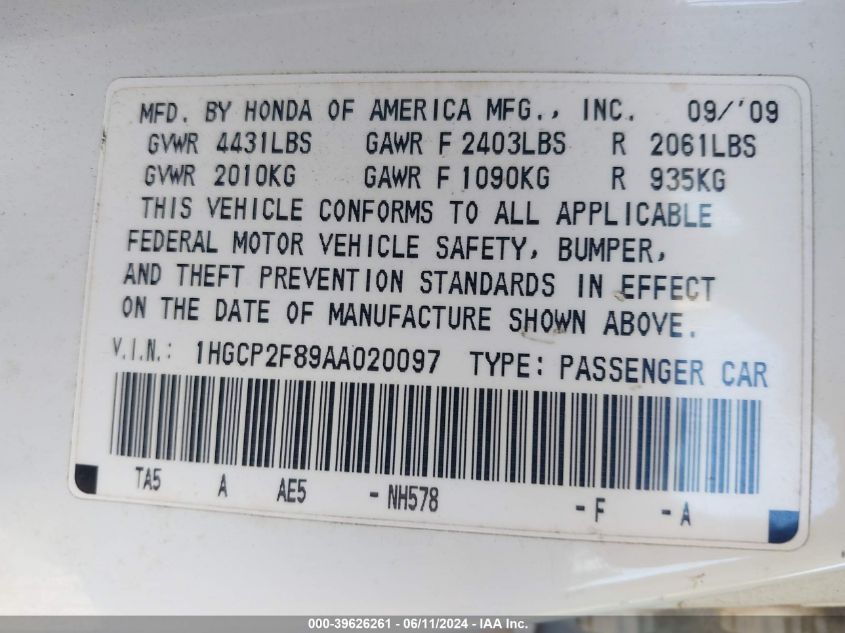 MFD. BY HONDA OF AMERICA MFG., INC. 09/'09
GVWR 4431LBS GAWR F 2403LBS R 2061LBS
GVWR 2010KG GAWR F 1090KG R 935KG
THIS VEHICLE CONFORMS TO ALL APPLICABLE
FEDERAL MOTOR VEHICLE SAFETY, BUMPER,
AND THEFT PREVENTION STANDARDS IN EFFECT
ON THE DATE OF MANUFACTURE SHOWN ABOVE.
V.I.N.: 1HGCP2F89AA020097 TYPE: PASSENGER CAR
TA5 A AE5 - NH578 - F - A
000-39626261 - 06/11/2024 - IAA Inc.